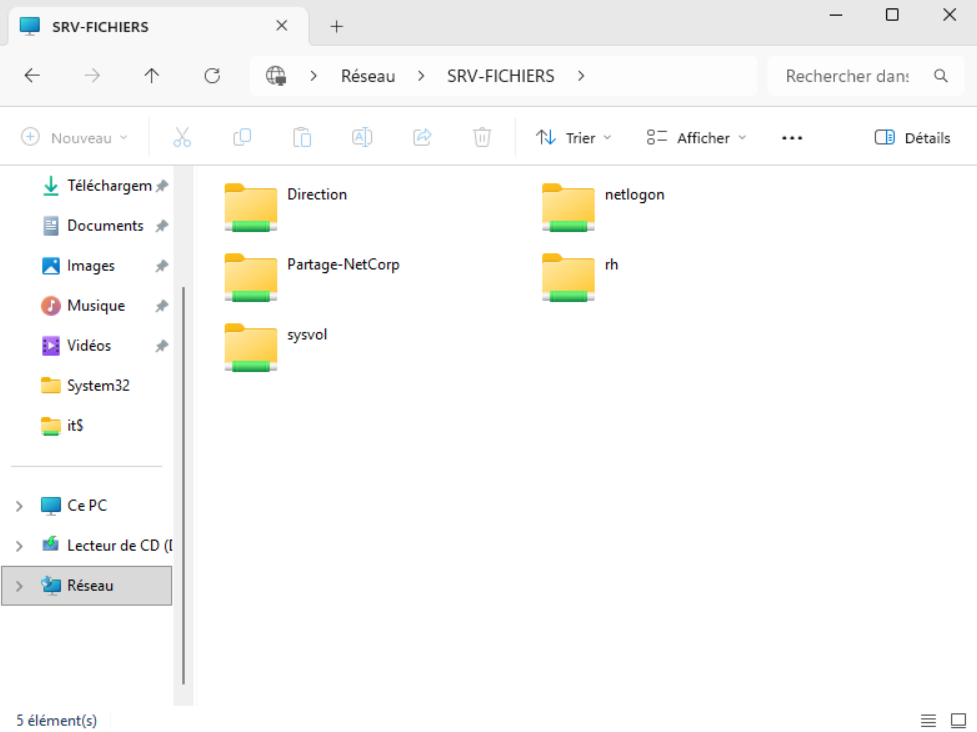 SRV-FICHIERS
Réseau > SRV-FICHIERS >
Rechercher dans
Nouveau
Trier
Afficher
Détails
Téléchargem
Documents
Images
Musique
Vidéos
System32
it$
Ce PC
Lecteur de CD (D
Réseau
Direction
netlogon
Partage-NetCorp
rh
sysvol
5 élément(s)